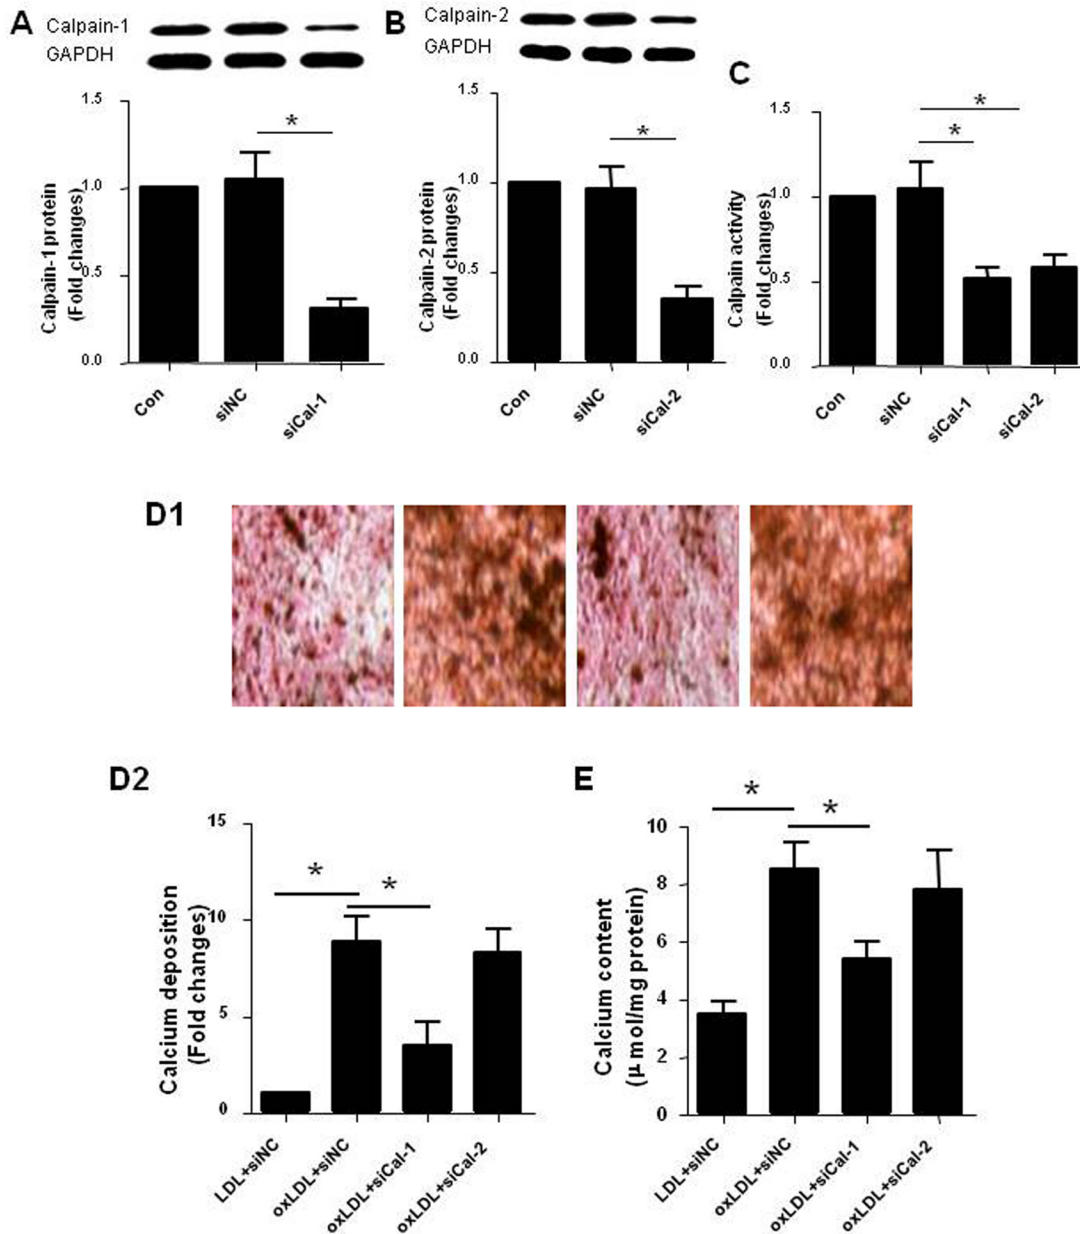 A
Calpain-1
GAPDH
1.5
1.0
0.5
0.0
Calpain-1 protein
(Fold changes)
*
Con
siNC
siCal-1
B
Calpain-2
GAPDH
1.5
1.0
0.5
0.0
Calpain-2 protein
(Fold changes)
*
Con
siNC
siCal-2
C
1.5
1.0
0.5
0.0
Calpain activity
(Fold changes)
*
*
Con
siNC
siCal-1
siCal-2
D1
D2
15
10
5
0
Calcium deposition
(Fold changes)
*
*
LDL+siNC
oxLDL+siNC
oxLDL+siCal-1
oxLDL+siCal-2
E
10
8
6
4
2
0
Calcium content
(μ mol/mg protein)
*
*
LDL+siNC
oxLDL+siNC
oxLDL+siCal-1
oxLDL+siCal-2